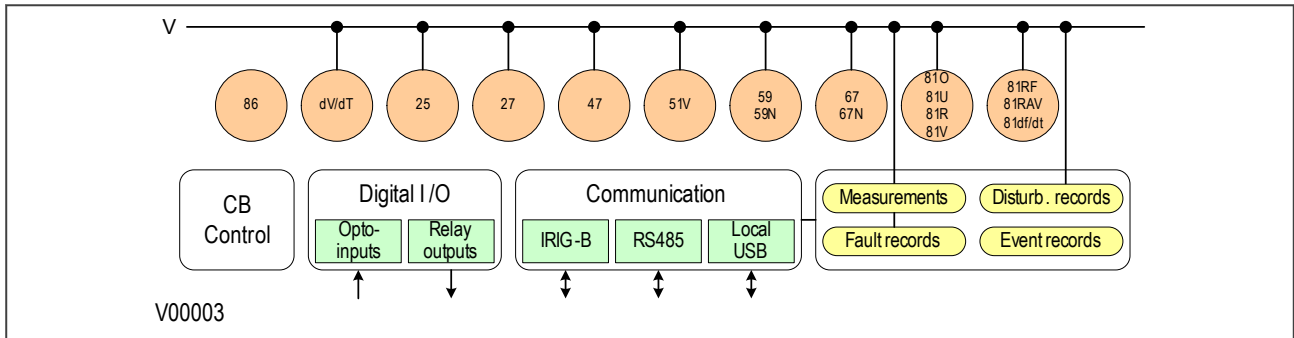 V
86
dV/dT
25
27
47
51V
59
59N
67
67N
81O
81U
81R
81V
81RF
81RAV
81df/dt
CB
Control
Digital I/O
Opto-
inputs
Relay
outputs
Communication
IRIG-B
RS485
Local
USB
Measurements
Disturb. records
Fault records
Event records
V00003